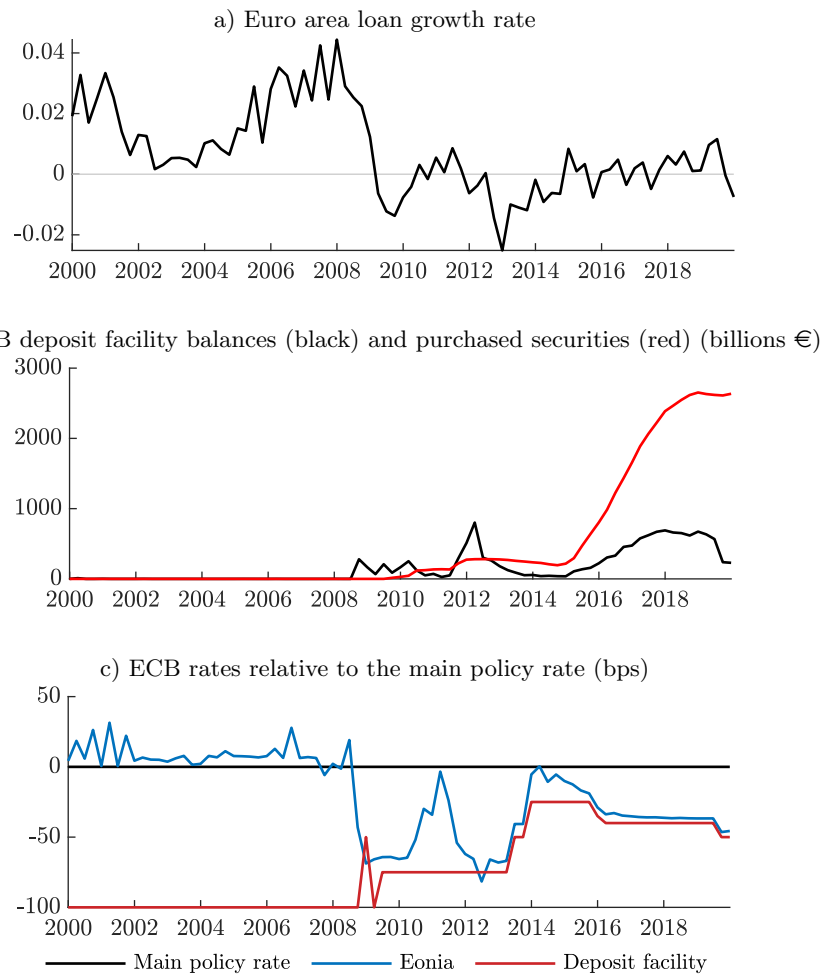 a) Euro area loan growth rate
0.04
0.02
0
-0.02
2000 2002 2004 2006 2008 2010 2012 2014 2016 2018
B deposit facility balances (black) and purchased securities (red) (billions €)
3000
2000
1000
0
2000 2002 2004 2006 2008 2010 2012 2014 2016 2018
c) ECB rates relative to the main policy rate (bps)
50
0
-50
-100
2000 2002 2004 2006 2008 2010 2012 2014 2016 2018
Main policy rate Eonia Deposit facility